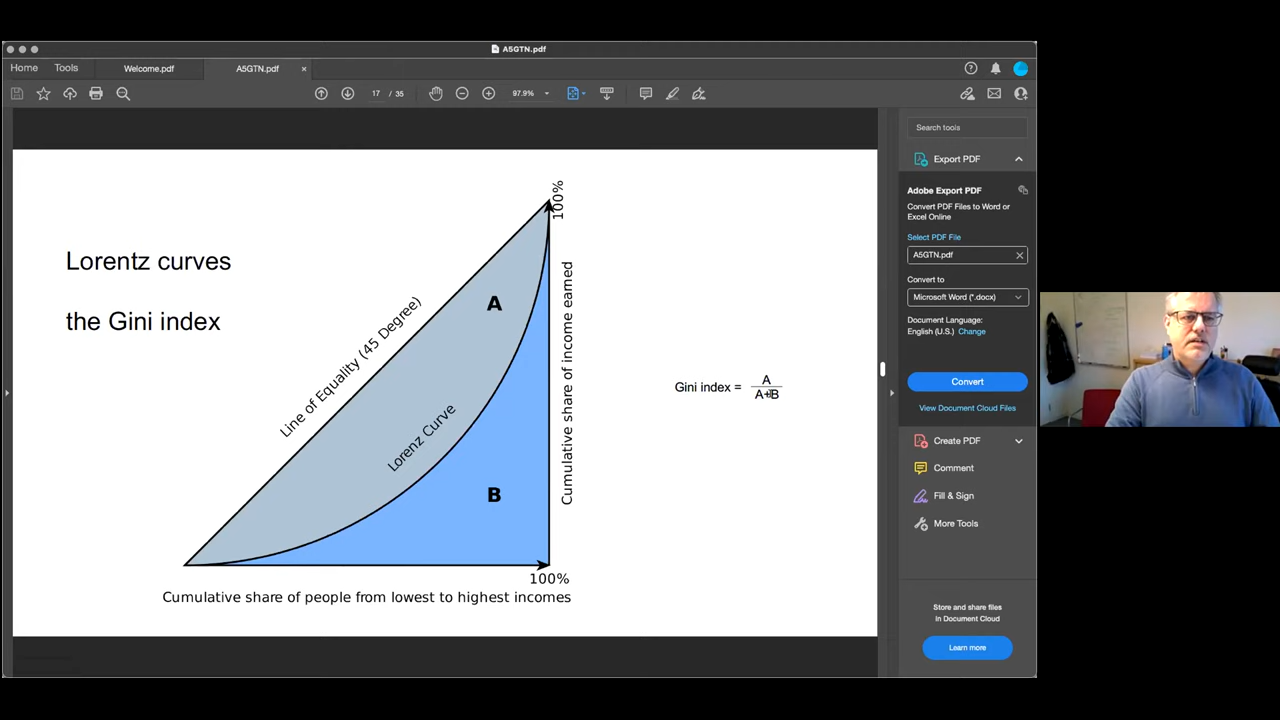 A5GTN.pdf
Home
Tools
Welcome.pdf
A5GTN.pdf
17 / 35
97.9%
Lorentz curves
the Gini index
100%
Line of Equality (45 Degree)
A
Lorenz Curve
B
Cumulative share of income earned
100%
Cumulative share of people from lowest to highest incomes
Gini index = A
A+B
Search tools
Export PDF
Adobe Export PDF
Convert PDF Files to Word or
Excel Online
Select PDF File
A5GTN.pdf
Convert to
Microsoft Word (*.docx)
Document Language:
English (U.S.) Change
Convert
View Document Cloud Files
Create PDF
Comment
Fill & Sign
More Tools
Store and share files
in Document Cloud
Learn more